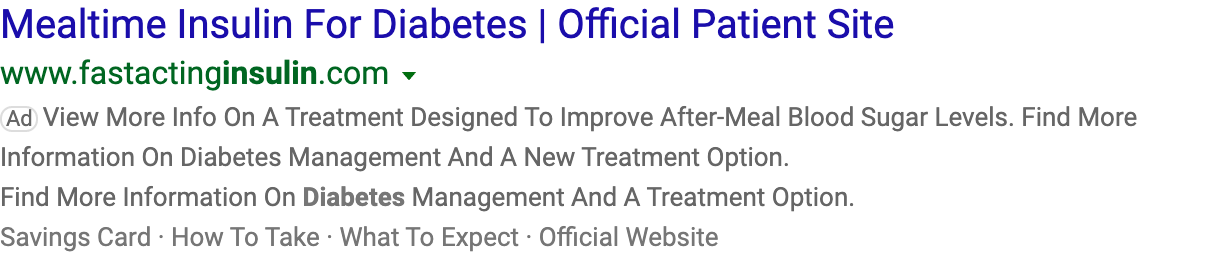 Mealtime Insulin For Diabetes | Official Patient Site
www.fastactinginsulin.com
Ad View More Info On A Treatment Designed To Improve After-Meal Blood Sugar Levels. Find More
Information On Diabetes Management And A New Treatment Option.
Find More Information On Diabetes Management And A Treatment Option.
Savings Card · How To Take · What To Expect · Official Website